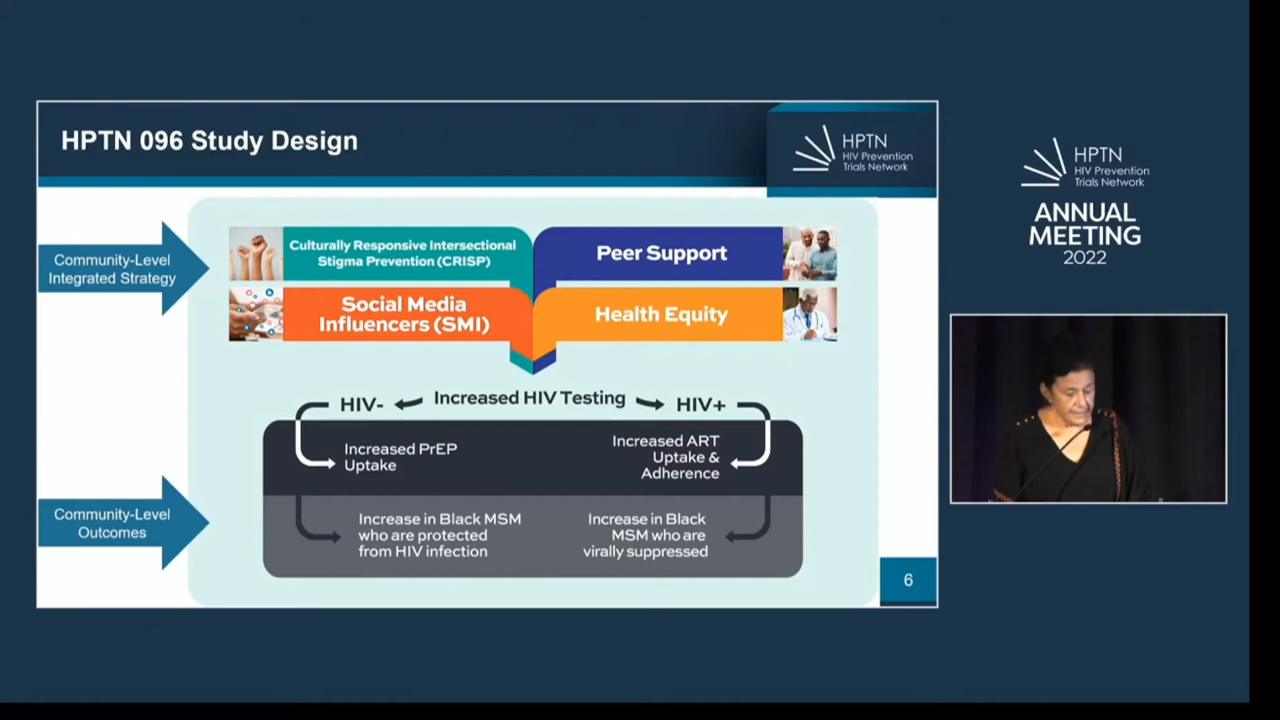 HPTN 096 Study Design
HPTN
HIV Prevention
Trials Network
Community-Level
Integrated Strategy
Culturally Responsive Intersectional
Stigma Prevention (CRISP)
Peer Support
Social Media
Influencers (SMI)
Health Equity
HIV-
Increased HIV Testing
HIV+
Increased PrEP
Uptake
Increased ART
Uptake &
Adherence
Community-Level
Outcomes
Increase in Black MSM
who are protected
from HIV infection
Increase in Black
MSM who are
virally suppressed
6
HPTN
HIV Prevention
Trials Network
ANNUAL
MEETING
2022